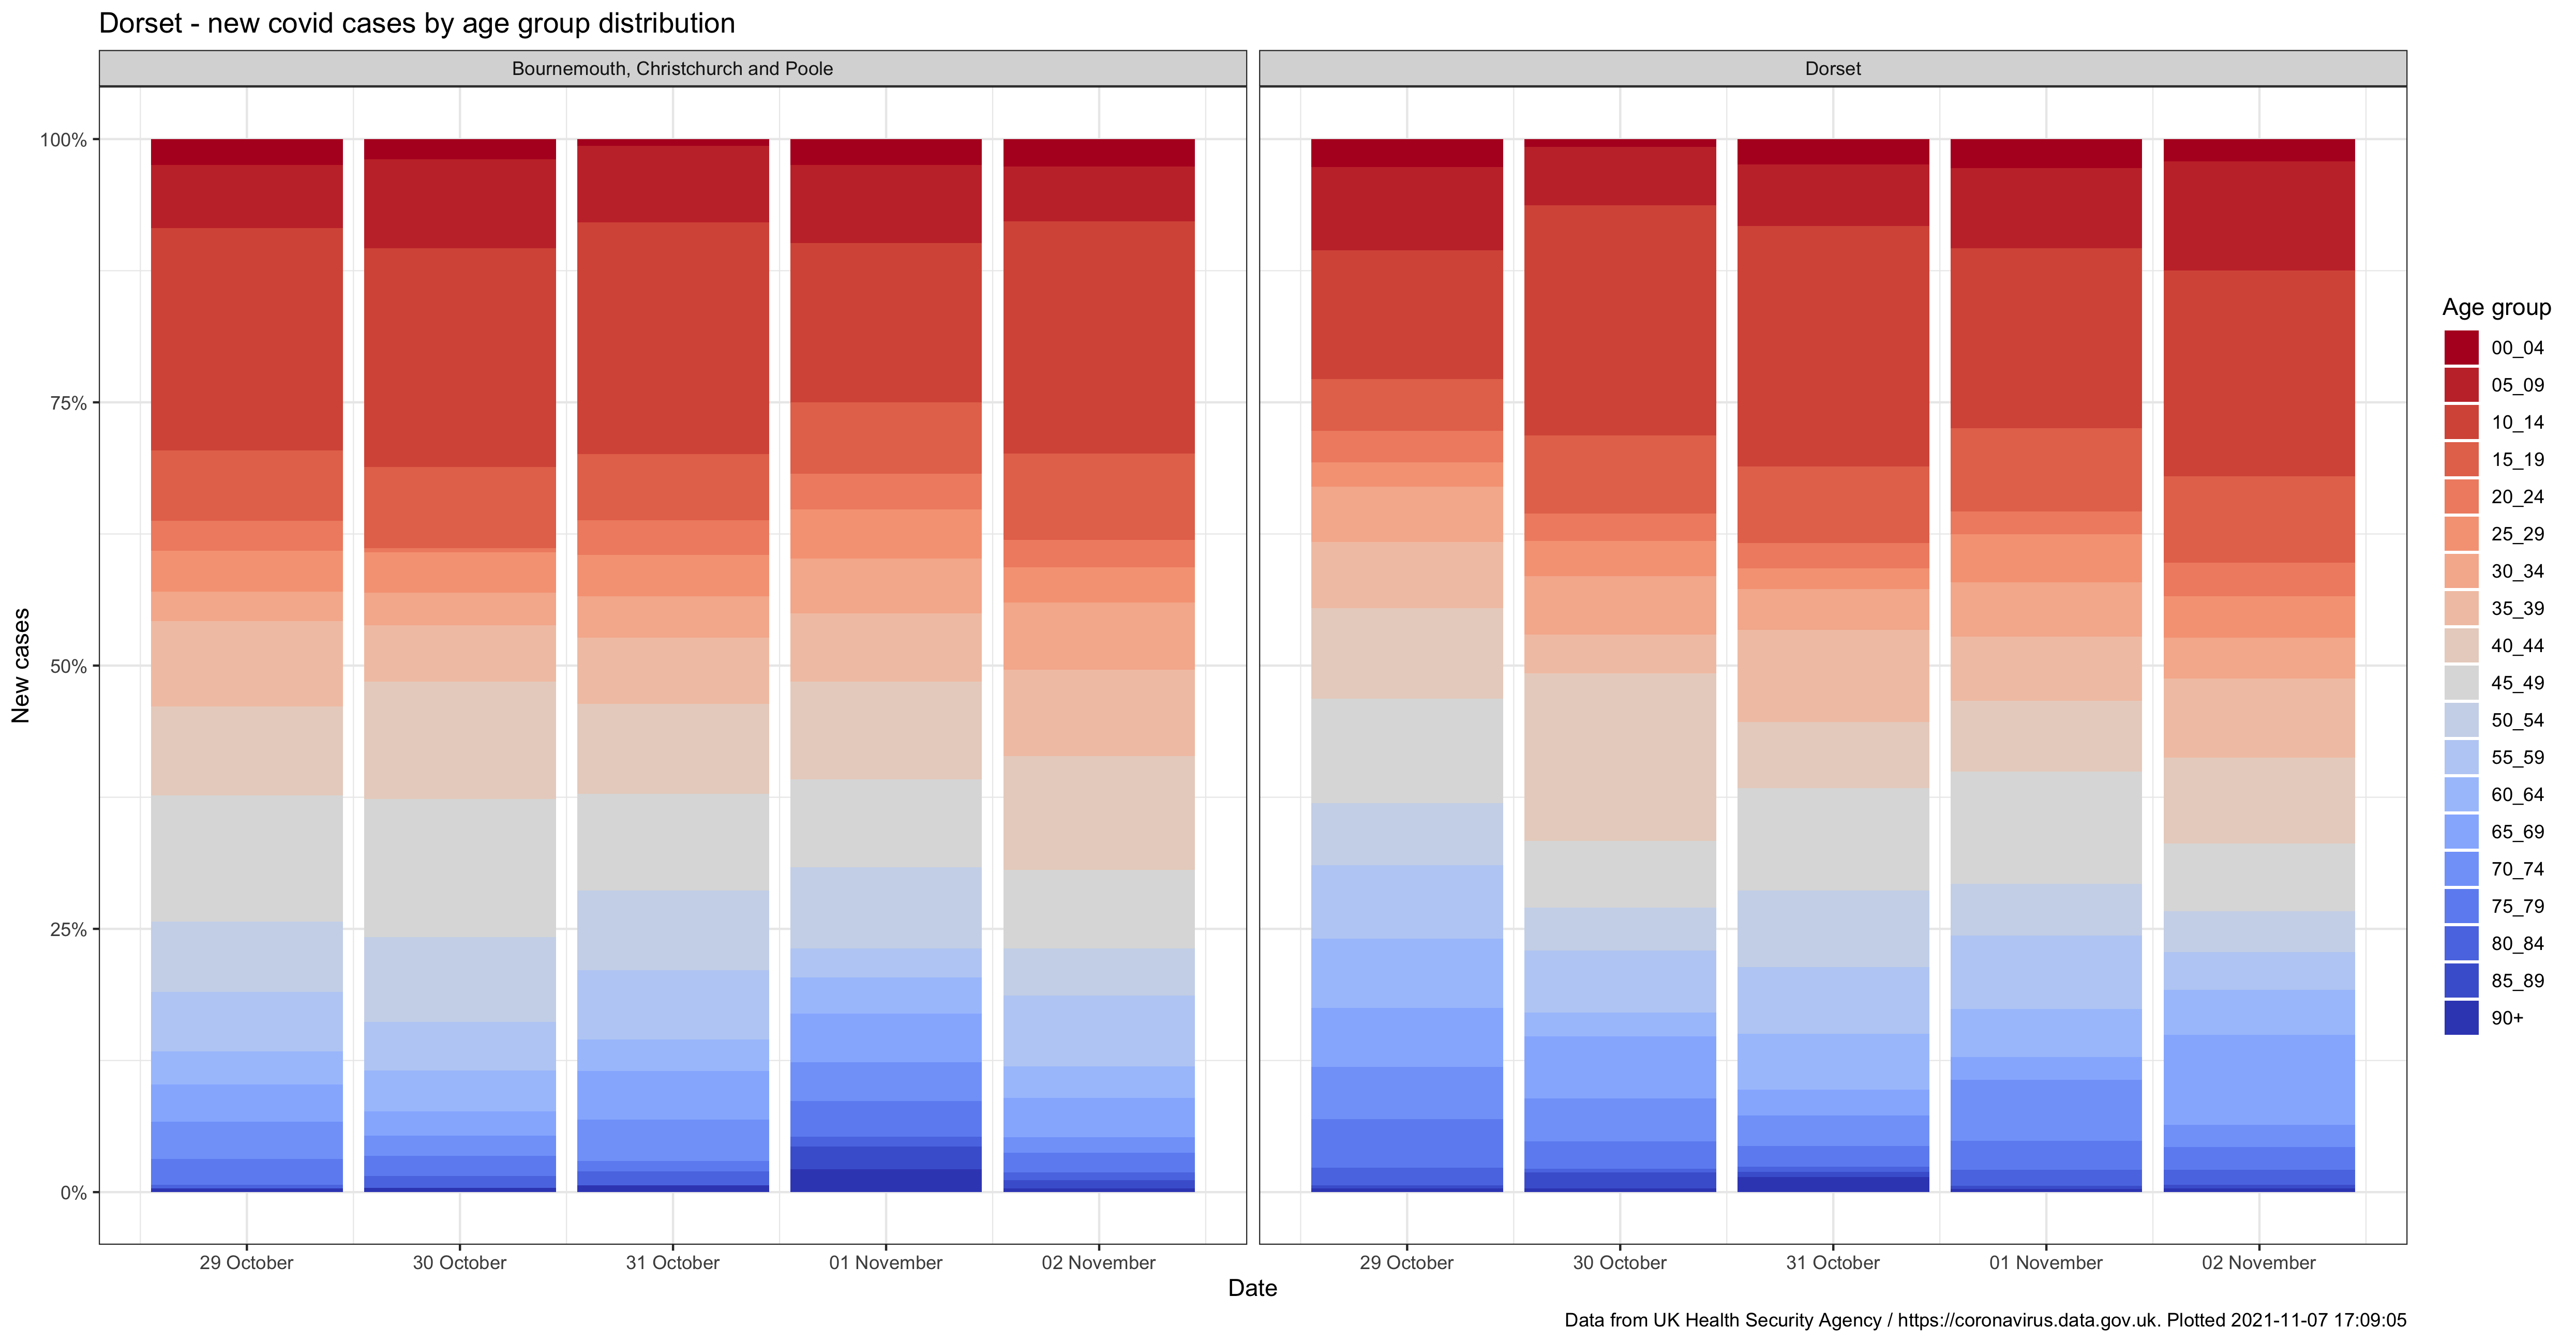 Dorset - new covid cases by age group distribution
Bournemouth, Christchurch and Poole
Dorset
New cases
100%
75%
50%
25%
0%
29 October 30 October 31 October 01 November 02 November
29 October 30 October 31 October 01 November 02 November
Date
Age group
00_04
05_09
10_14
15_19
20_24
25_29
30_34
35_39
40_44
45_49
50_54
55_59
60_64
65_69
70_74
75_79
80_84
85_89
90+
Data from UK Health Security Agency / https://coronavirus.data.gov.uk. Plotted 2021-11-07 17:09:05